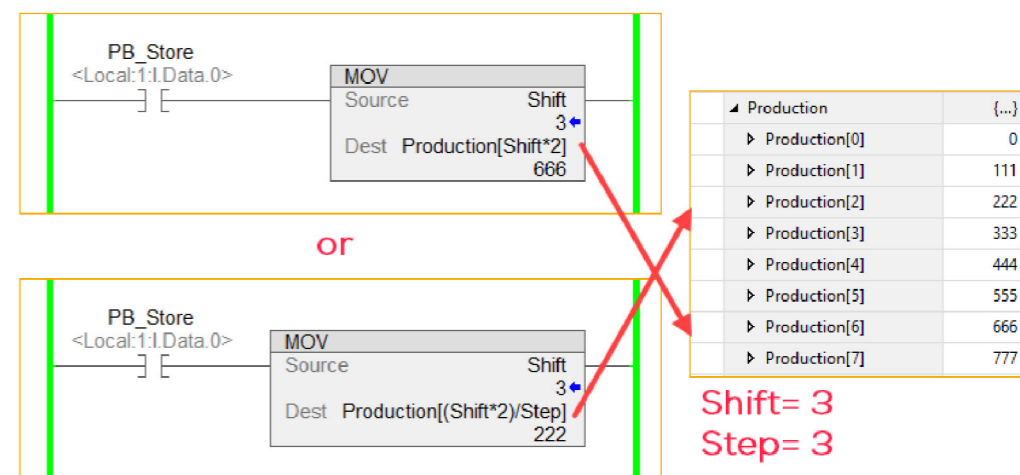 PB_Store
<Local:1:I.Data.0>
MOV
Source Shift
3
Dest Production[Shift*2]
666
or
PB_Store
<Local:1:I.Data.0>
MOV
Source Shift
3
Dest Production[(Shift*2)/Step]
222
Production {...}
Production[0] 0
Production[1] 111
Production[2] 222
Production[3] 333
Production[4] 444
Production[5] 555
Production[6] 666
Production[7] 777
Shift= 3
Step= 3